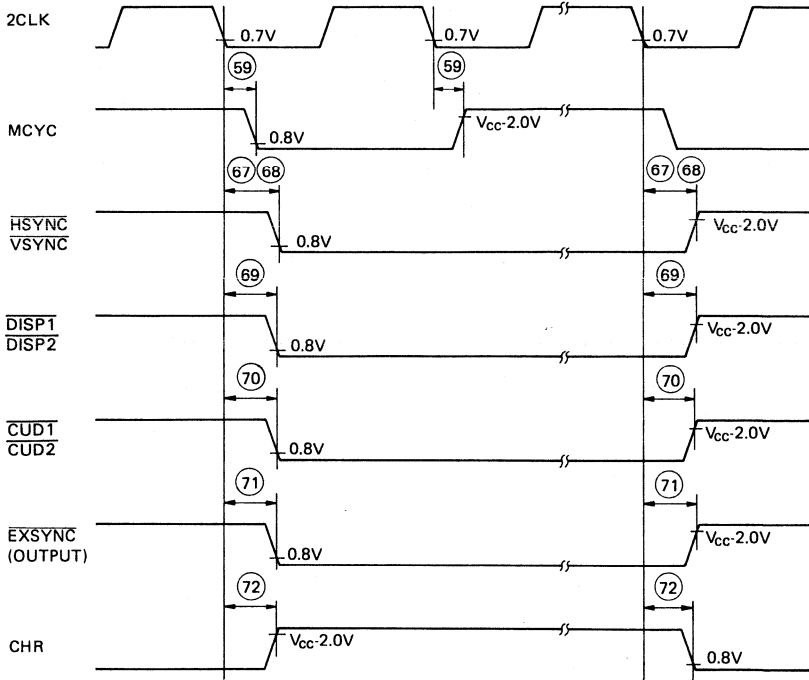 2CLK
0.7V 0.7V 0.7V
59 59
MCYC
0.8V VCC-2.0V
67 68 67 68
HSYNC
VSYNC
0.8V VCC-2.0V
69 69
DISP1
DISP2
0.8V VCC-2.0V
70 70
CUD1
CUD2
0.8V VCC-2.0V
71 71
EXSYNC
(OUTPUT)
0.8V VCC-2.0V
72 72
CHR
VCC-2.0V 0.8V